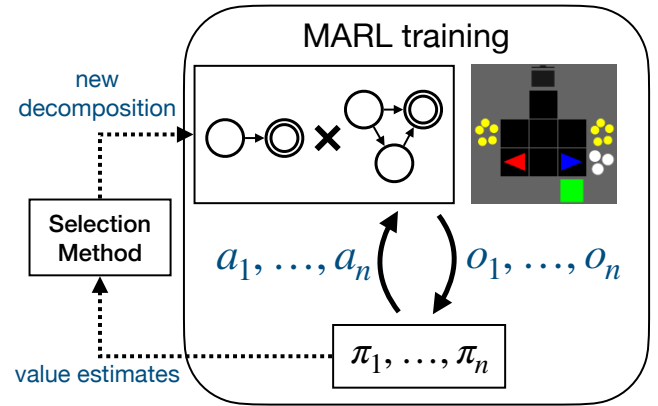 MARL training
new
decomposition
Selection
Method
a₁, …, aₙ
o₁, …, oₙ
π₁, …, πₙ
value estimates